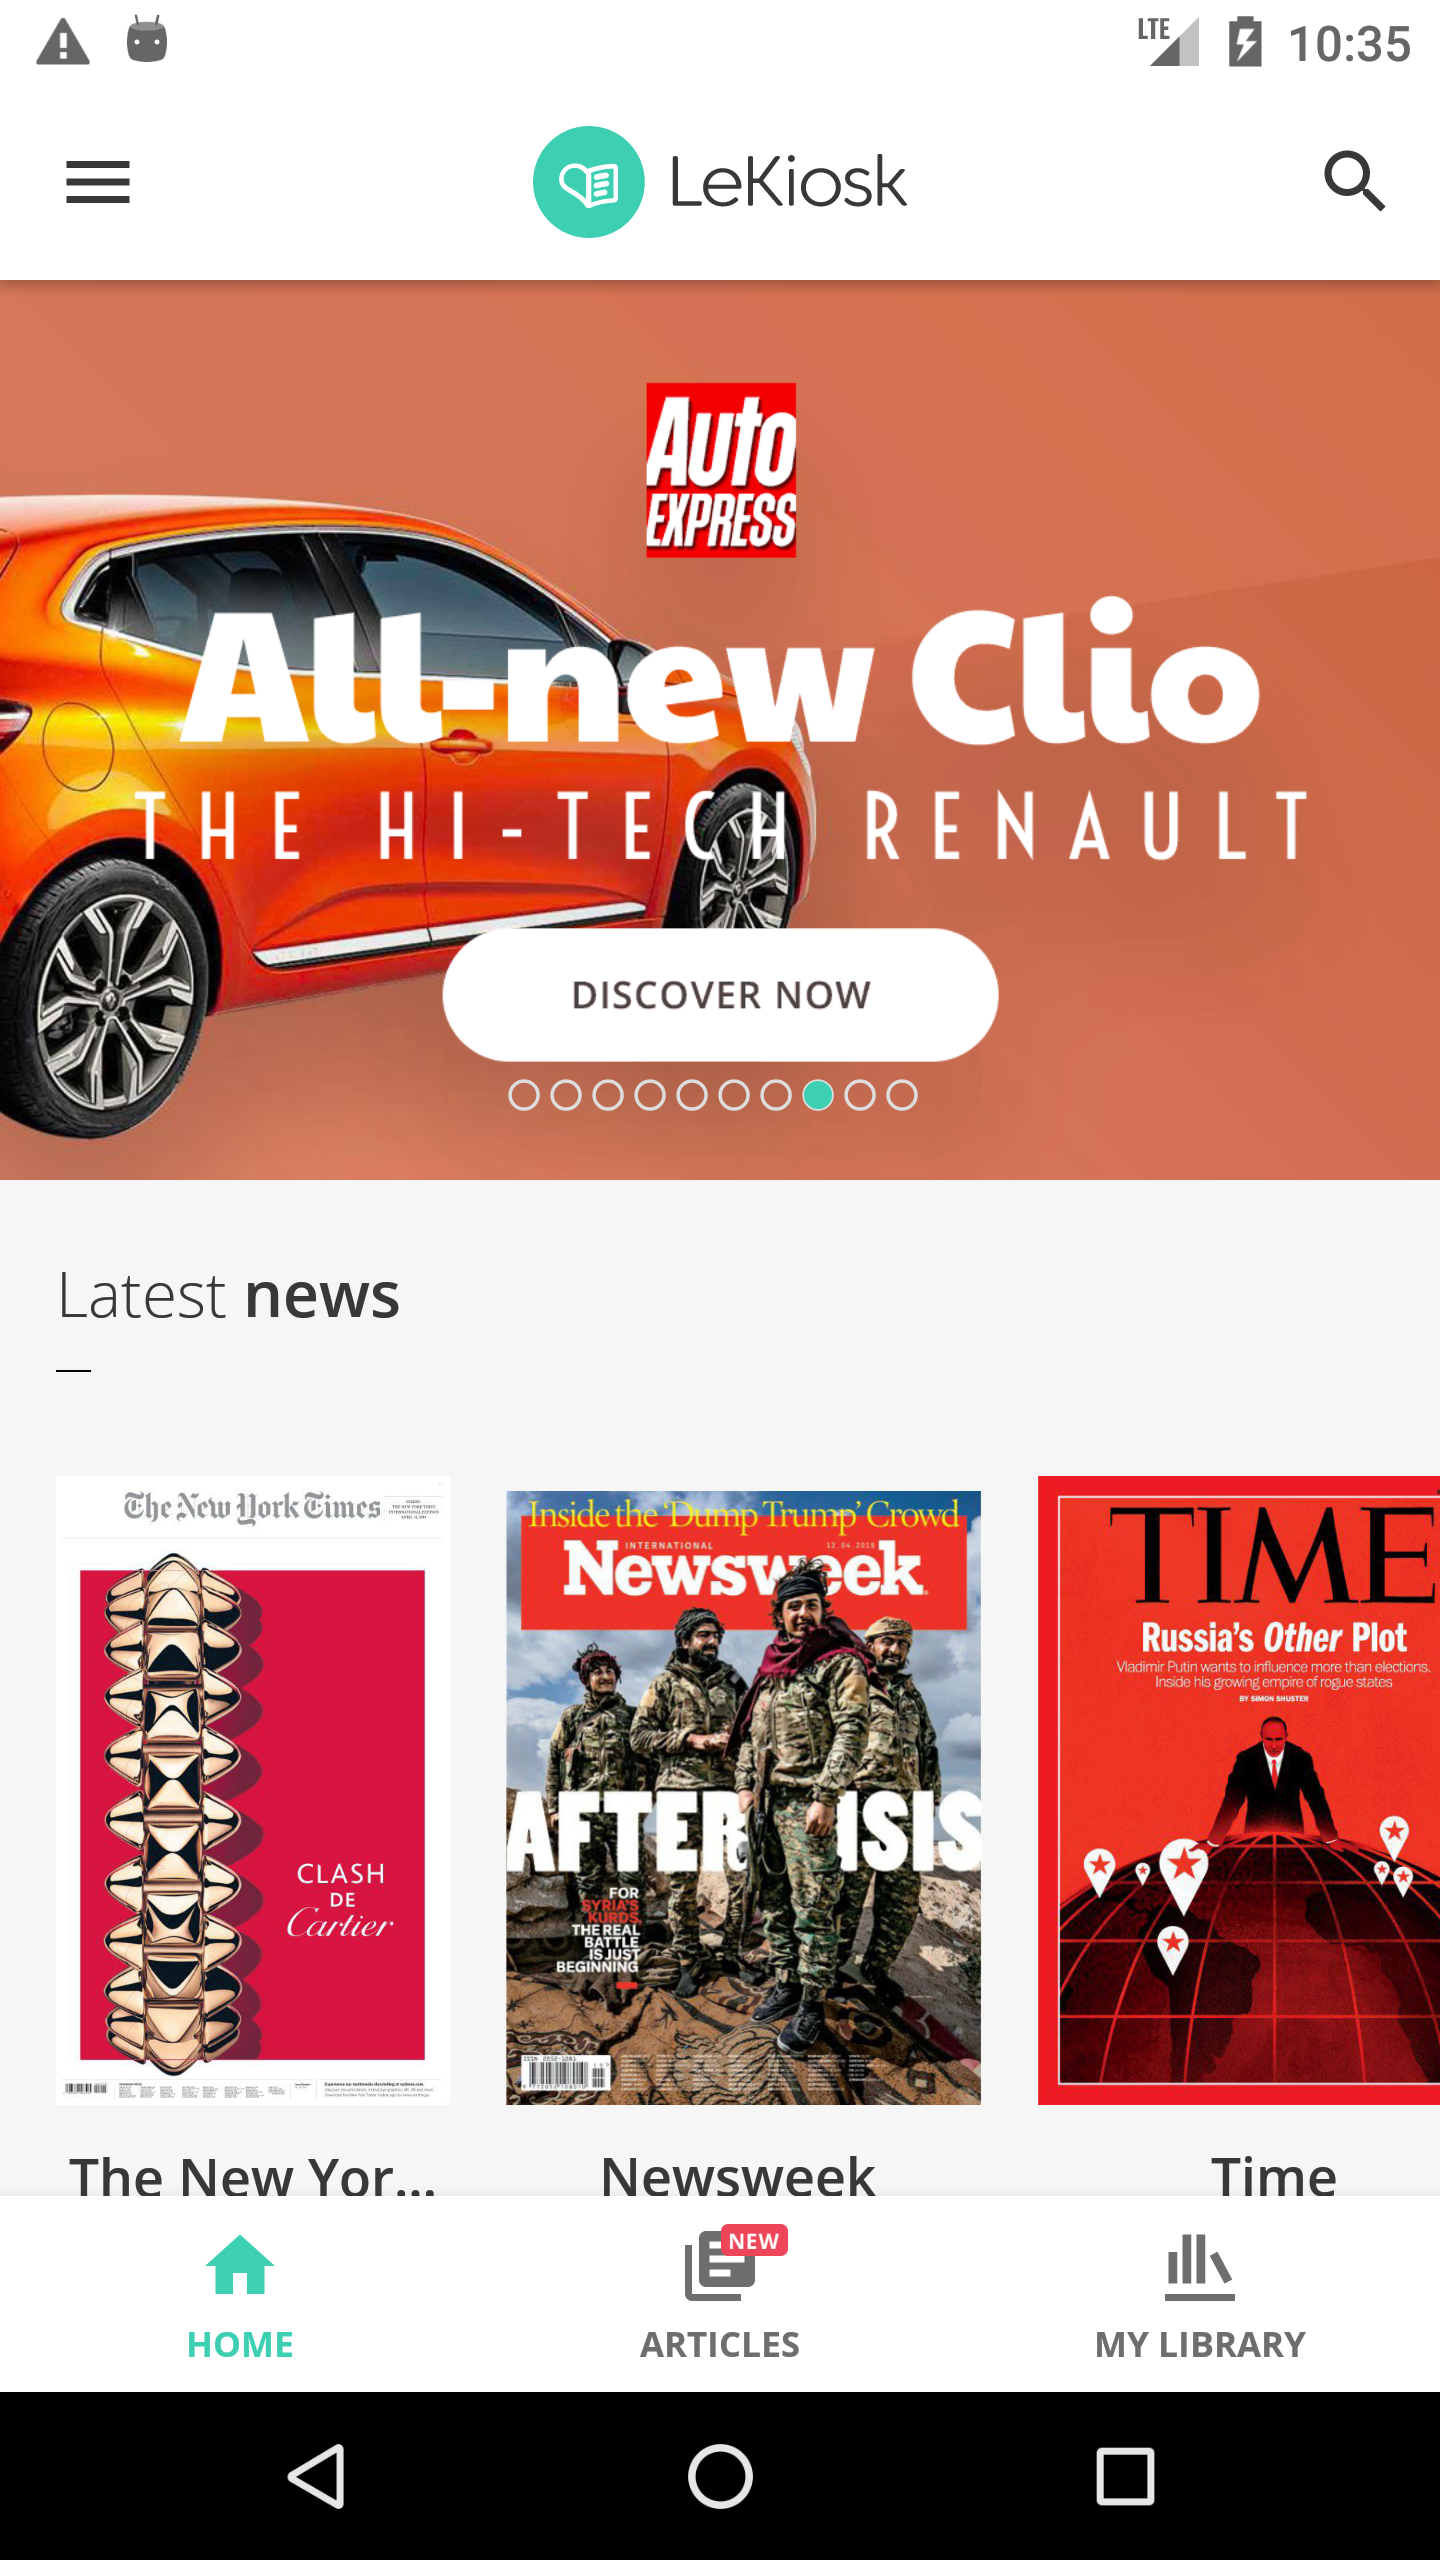 LTE 10:35
LeKiosk
Auto
EXPRESS
All-new Clio
THE HI-TECH RENAULT
DISCOVER NOW
Latest news
The New York Times
CLASH
DE
Cartier
Inside the 'Dump Trump' Crowd
INTERNATIONAL 12.04.2019
Newsweek
AFTER ISIS
FOR
SYRIA'S
KURDS,
THE REAL
BATTLE
IS JUST
BEGINNING
TIME
Russia's Other Plot
Vladimir Putin wants to influence more than elections.
Inside his growing empire of rogue states
BY SIMON SHUSTER
The New Yor...
Newsweek
Time
NEW
HOME
ARTICLES
MY LIBRARY